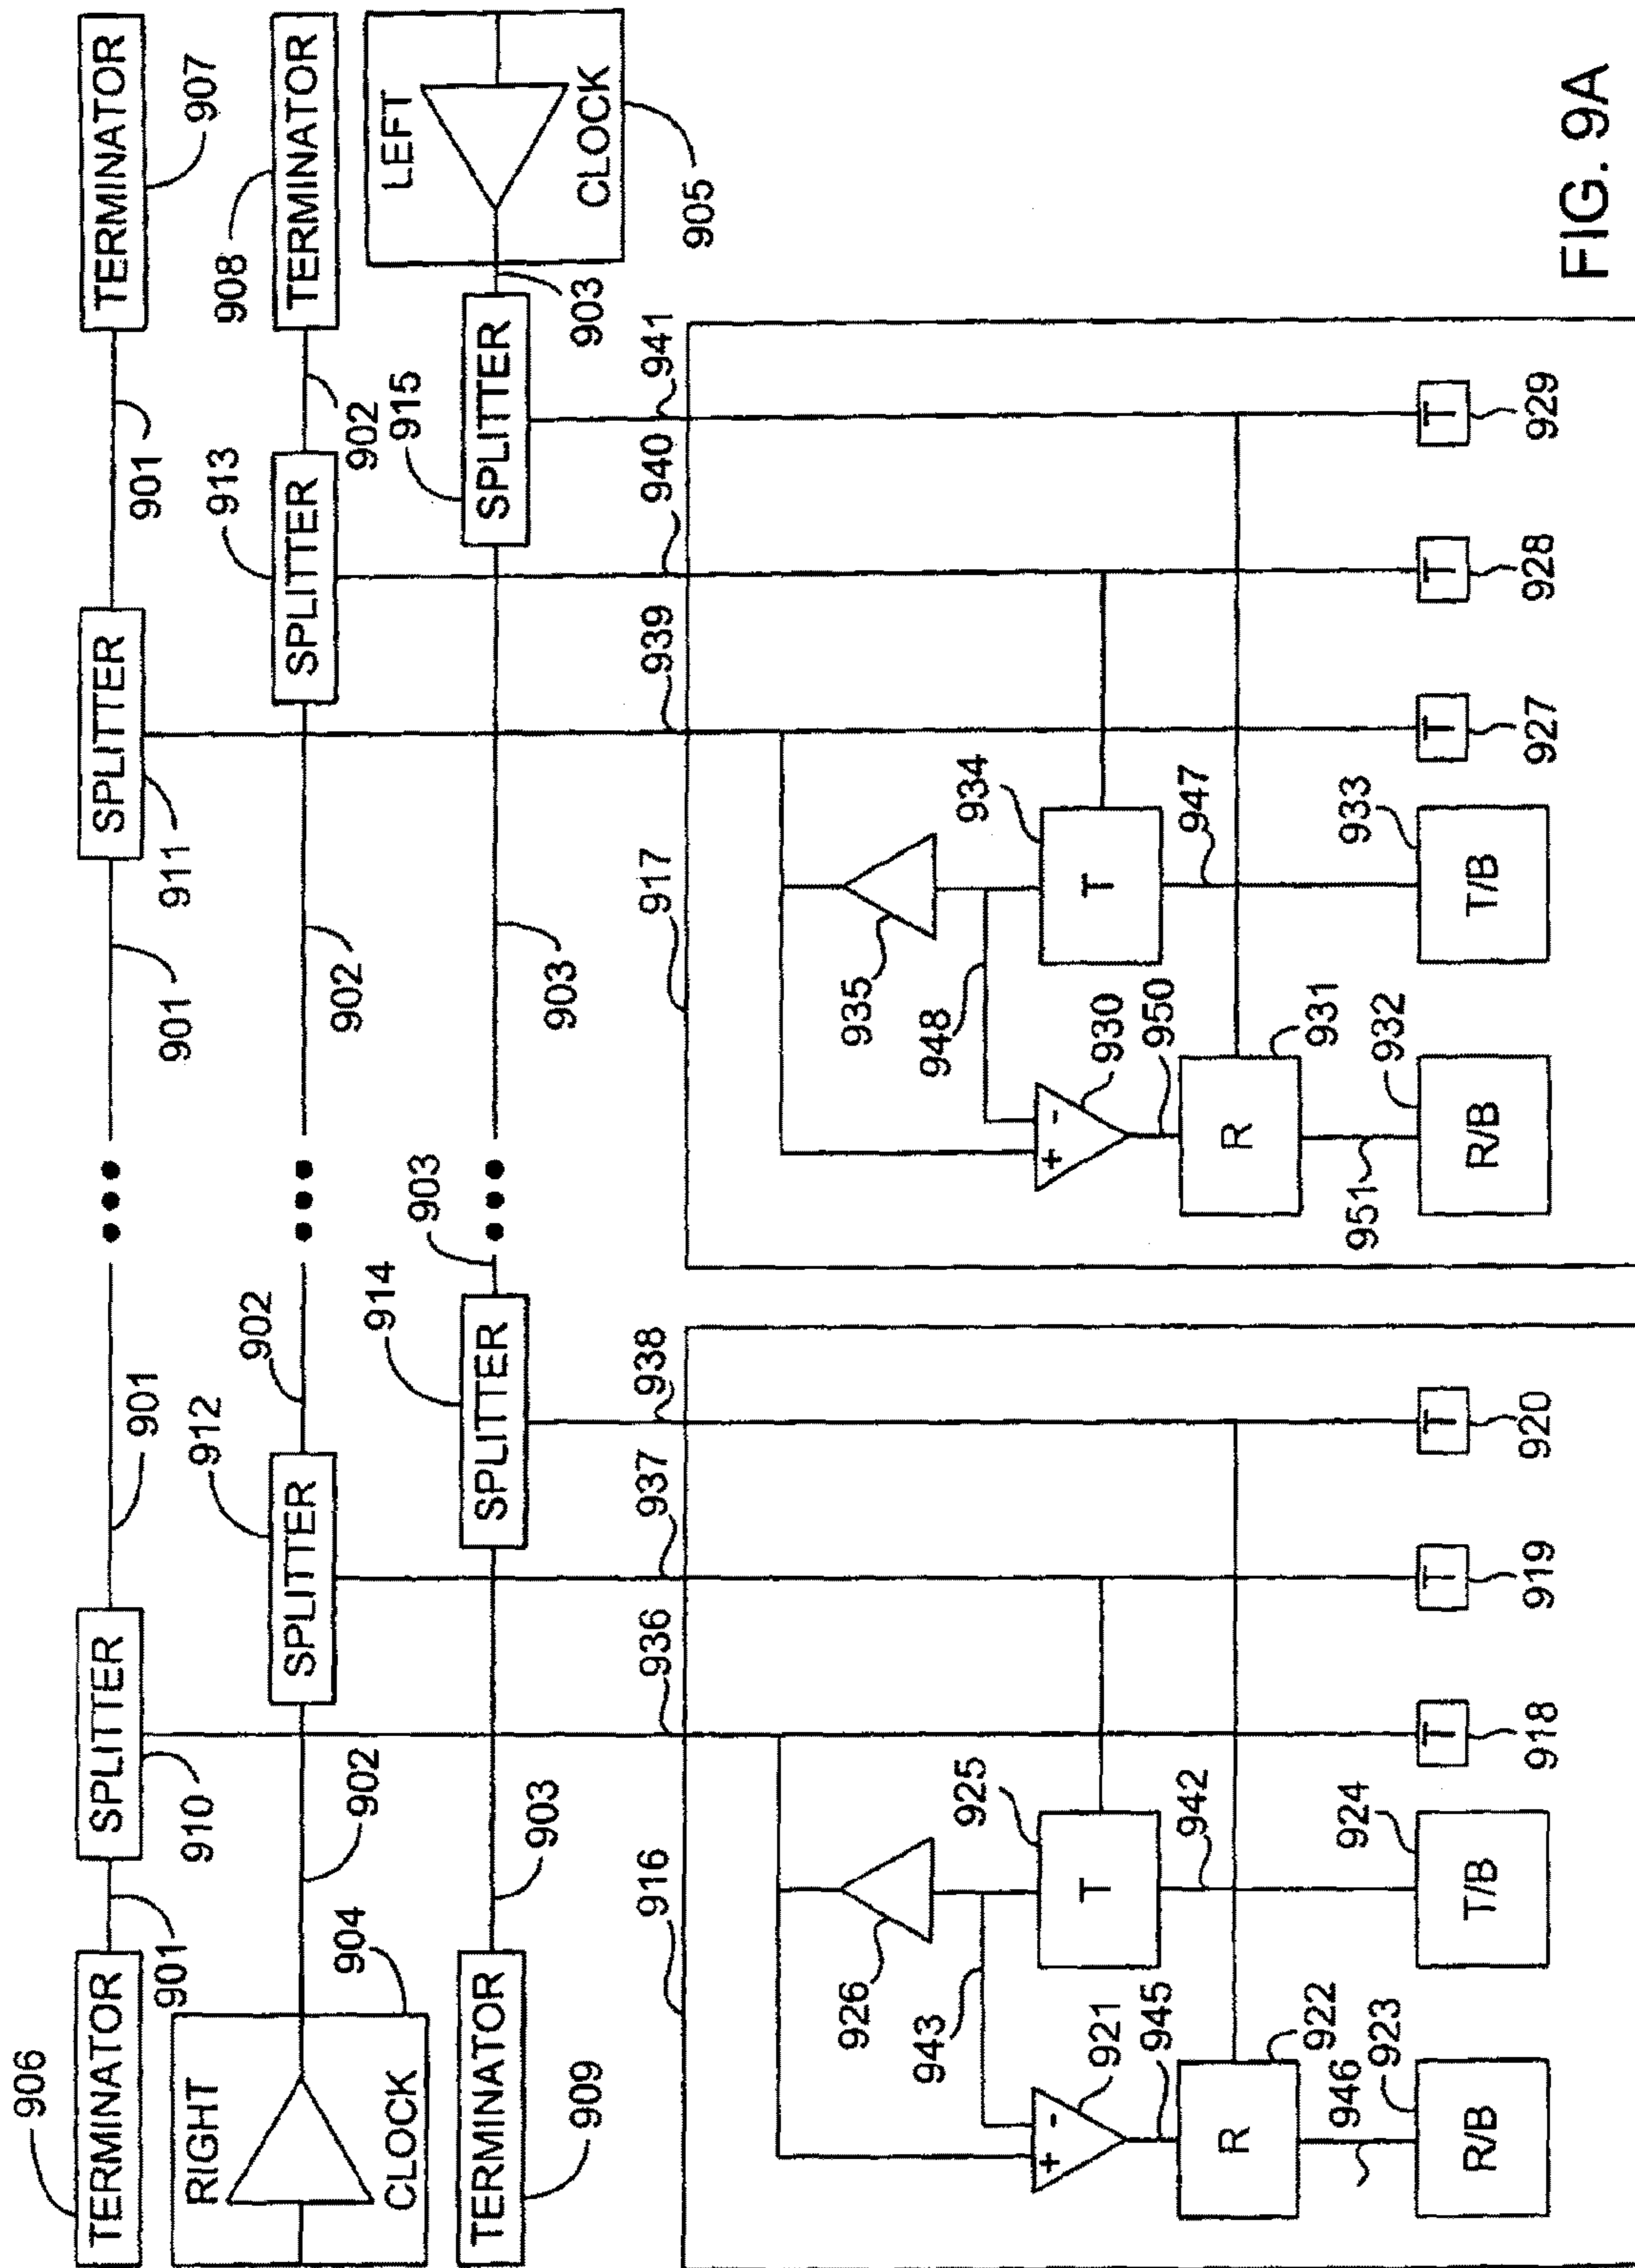 906
TERMINATOR
901
SPLITTER
910
901
901
SPLITTER
911
901
TERMINATOR
907
RIGHT
CLOCK
904
902
SPLITTER
912
902
902
SPLITTER
913
902
TERMINATOR
908
TERMINATOR
909
903
SPLITTER
914
903
903
SPLITTER
915
903
LEFT
CLOCK
905
916
936
937
938
926
943
925
+
-
921
945
T
942
R
922
946
R/B
923
T/B
924
T
918
T
919
T
920
917
939
940
941
935
948
934
+
-
930
950
T
947
R
931
951
R/B
932
T/B
933
T
927
T
928
T
929
FIG. 9A